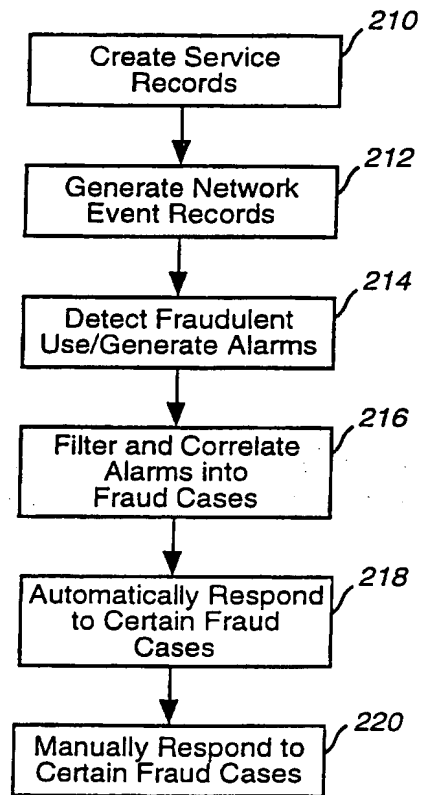 210
Create Service
Records
212
Generate Network
Event Records
214
Detect Fraudulent
Use/Generate Alarms
216
Filter and Correlate
Alarms into
Fraud Cases
218
Automatically Respond
to Certain Fraud
Cases
220
Manually Respond to
Certain Fraud Cases